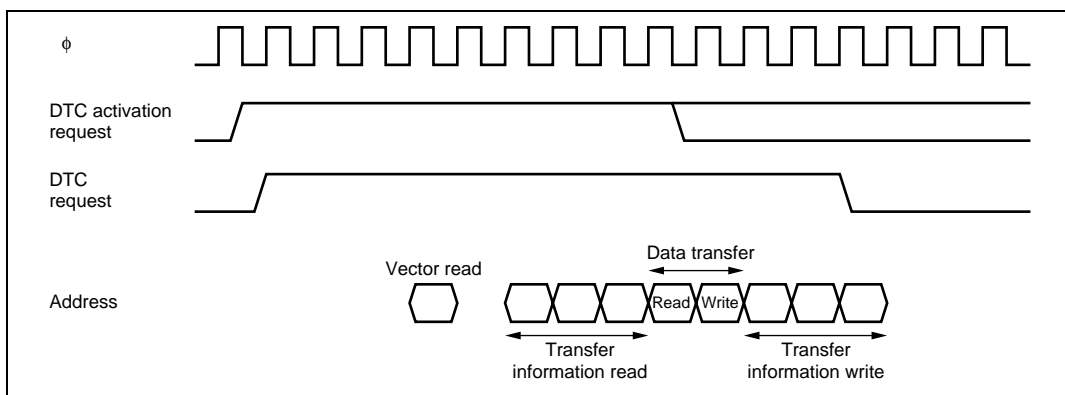 ϕ
DTC activation
request
DTC
request
Data transfer
Vector read
Address
Read Write
Transfer
information read
Transfer
information write